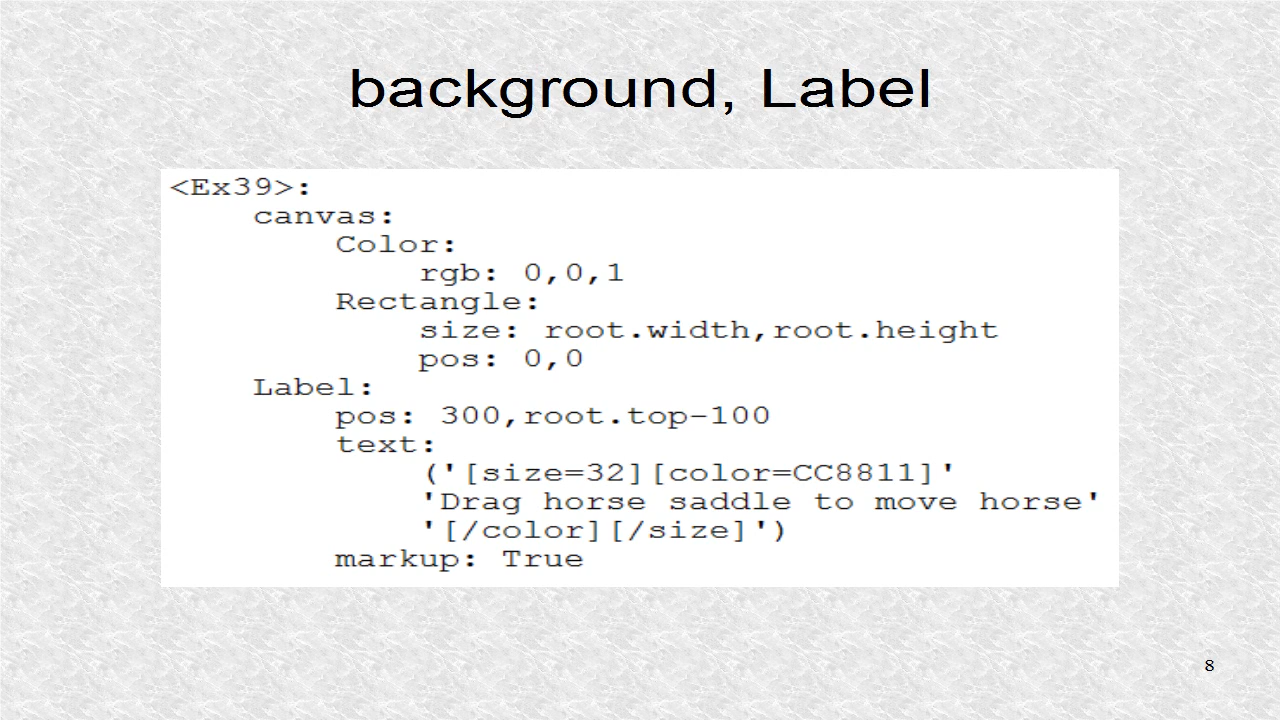 background, Label
<Ex39>:
    canvas:
        Color:
            rgb: 0,0,1
        Rectangle:
            size: root.width,root.height
            pos: 0,0
    Label:
        pos: 300,root.top-100
        text:
            ('[size=32][color=CC8811]'
            'Drag horse saddle to move horse'
            '[/color][/size]')
        markup: True
8